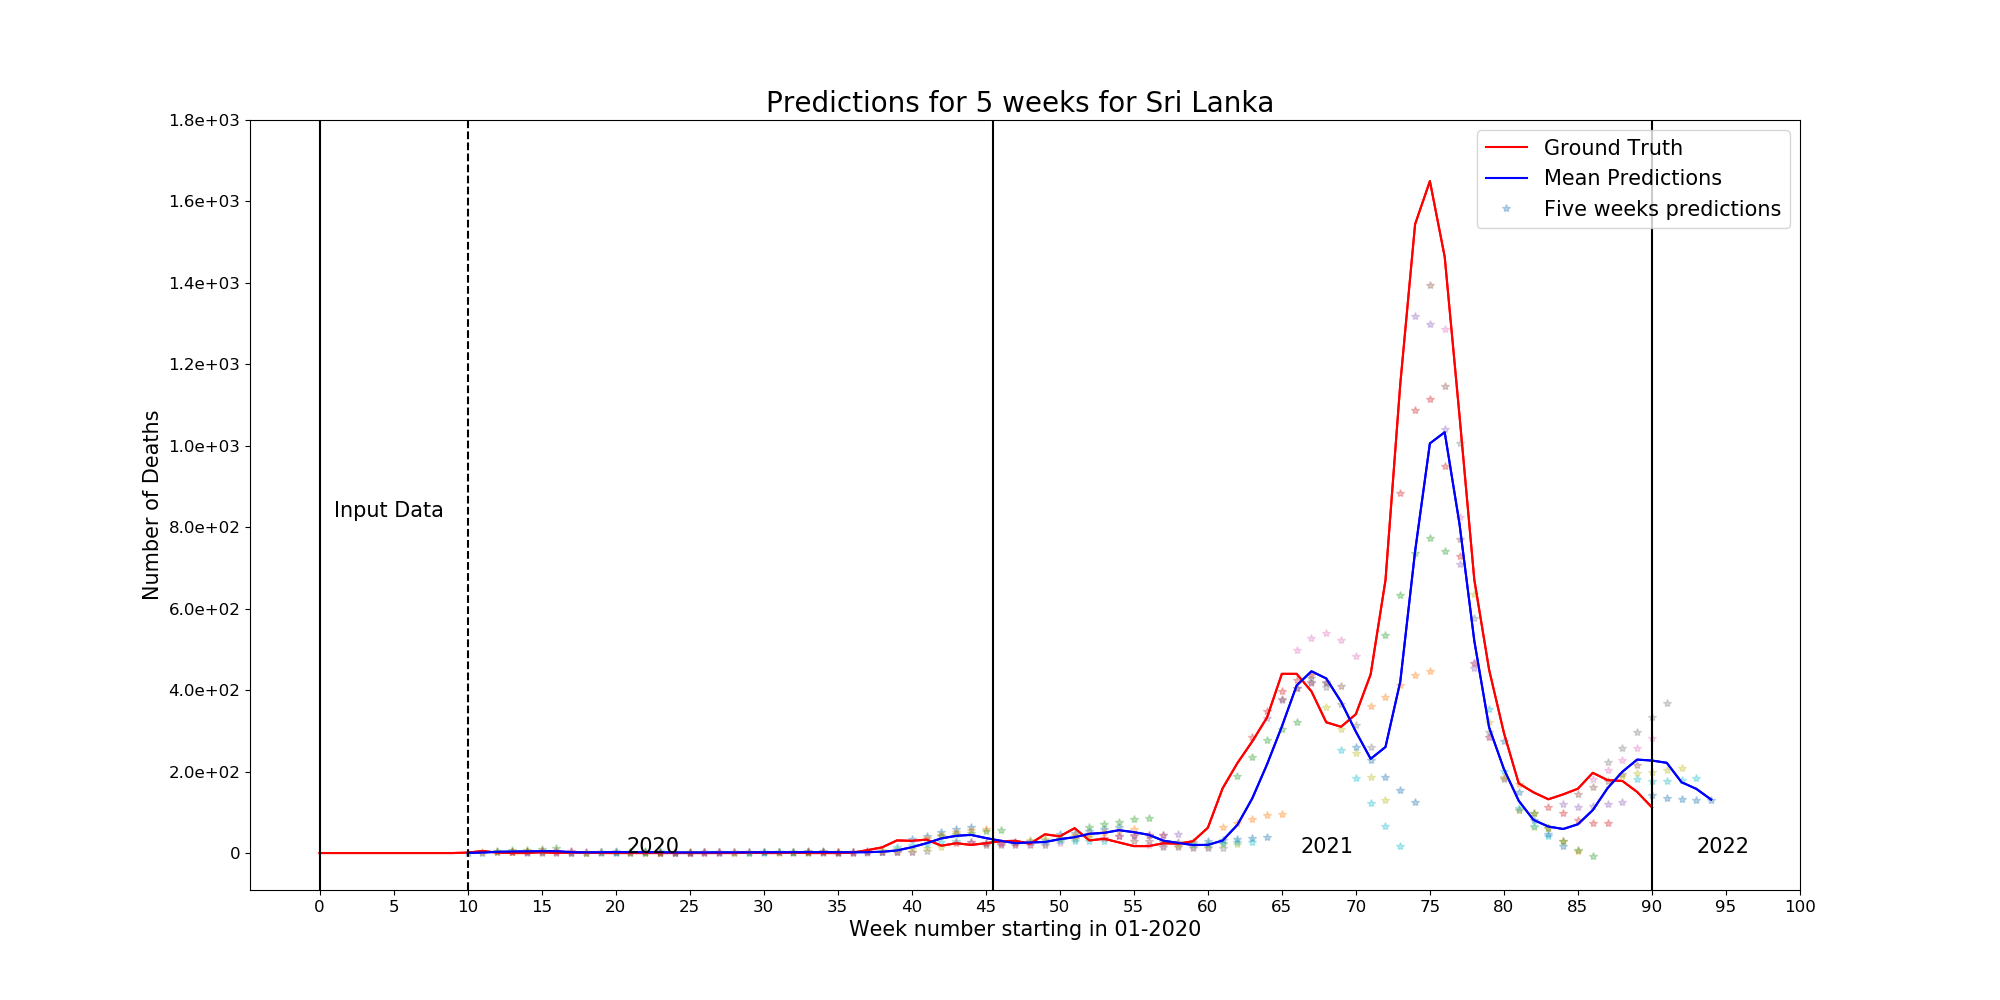 Predictions for 5 weeks for Sri Lanka
1.8e+03
1.6e+03
1.4e+03
1.2e+03
1.0e+03
8.0e+02
6.0e+02
4.0e+02
2.0e+02
0
Number of Deaths
Ground Truth
Mean Predictions
Five weeks predictions
Input Data
2020
2021
2022
0 5 10 15 20 25 30 35 40 45 50 55 60 65 70 75 80 85 90 95 100
Week number starting in 01-2020